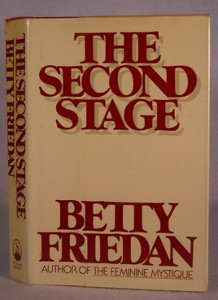 THE
SECOND
STAGE
BETTY
FRIEDAN
AUTHOR OF THE FEMININE MYSTIQUE
THE SECOND STAGE
BETTY FRIEDAN